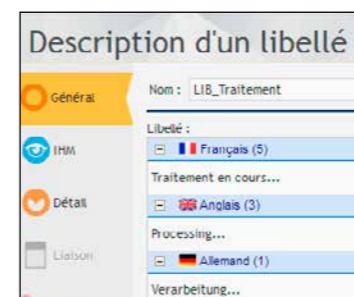 Description d'un libellé
Général
Nom : LIB_Traitement
Libellé :
Français (5)
IHM
Traitement en cours...
Détail
Anglais (3)
Processing...
Liaison
Allemand (1)
Verarbeitung...